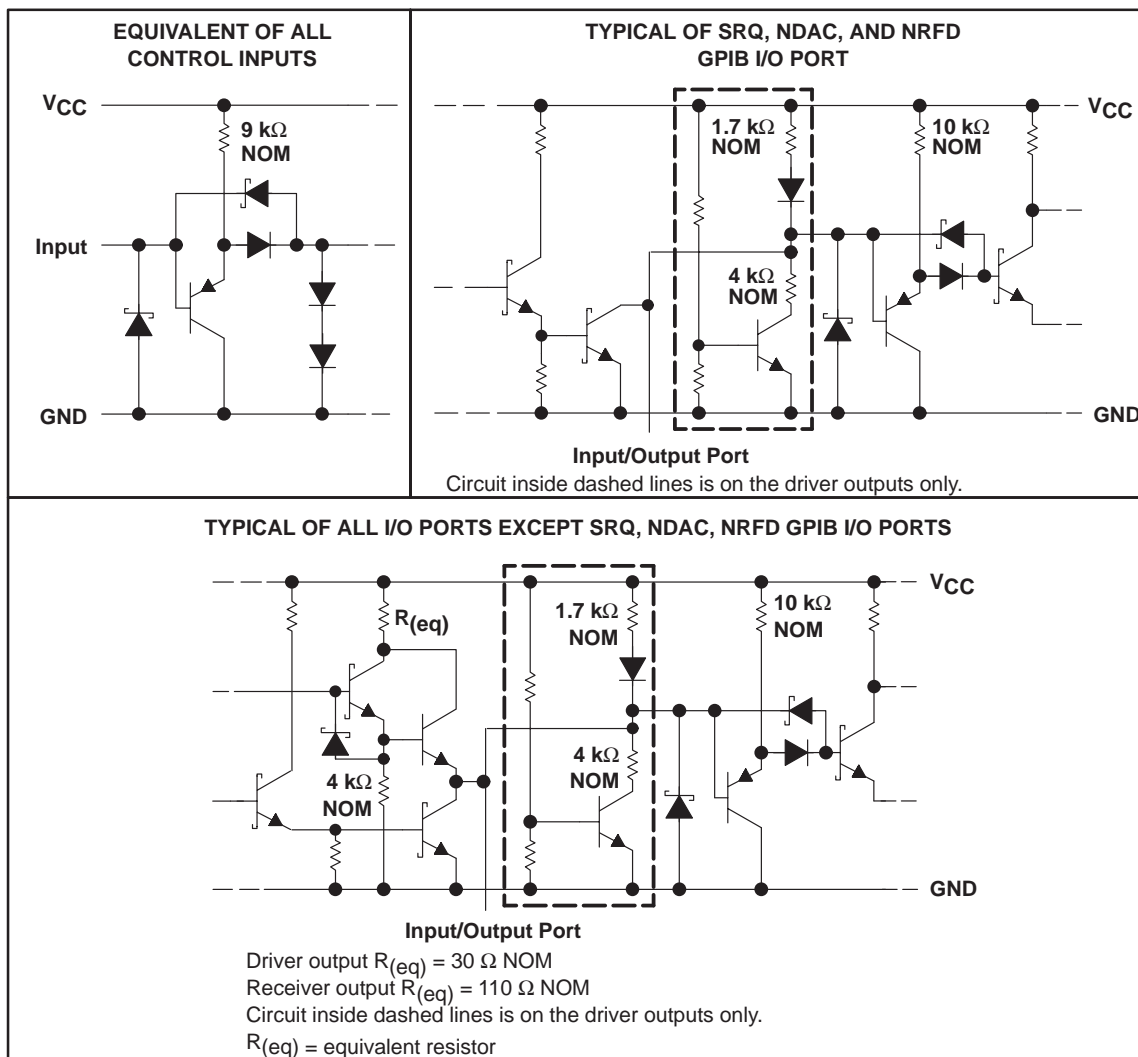 EQUIVALENT OF ALL
CONTROL INPUTS
VCC
9 kΩ
NOM
Input
GND
TYPICAL OF SRQ, NDAC, AND NRFD
GPIB I/O PORT
VCC
1.7 kΩ
NOM
10 kΩ
NOM
4 kΩ
NOM
GND
Input/Output Port
Circuit inside dashed lines is on the driver outputs only.
TYPICAL OF ALL I/O PORTS EXCEPT SRQ, NDAC, NRFD GPIB I/O PORTS
VCC
R(eq)
1.7 kΩ
NOM
10 kΩ
NOM
4 kΩ
NOM
4 kΩ
NOM
GND
Input/Output Port
Driver output R(eq) = 30 Ω NOM
Receiver output R(eq) = 110 Ω NOM
Circuit inside dashed lines is on the driver outputs only.
R(eq) = equivalent resistor